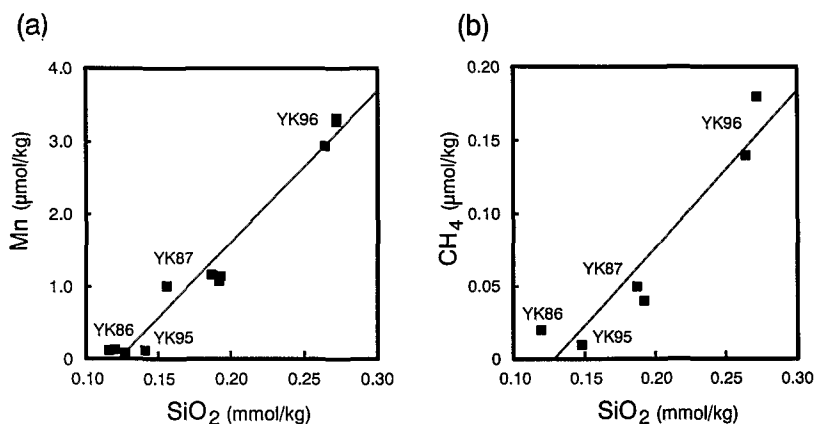 (a)
4.0
3.0
2.0
1.0
0
Mn (μmol/kg)
YK96
YK87
YK86
YK95
0.10 0.15 0.20 0.25 0.30
SiO2 (mmol/kg)
(b)
0.20
0.15
0.10
0.05
0
CH4 (μmol/kg)
YK96
YK87
YK86
YK95
0.10 0.15 0.20 0.25 0.30
SiO2 (mmol/kg)